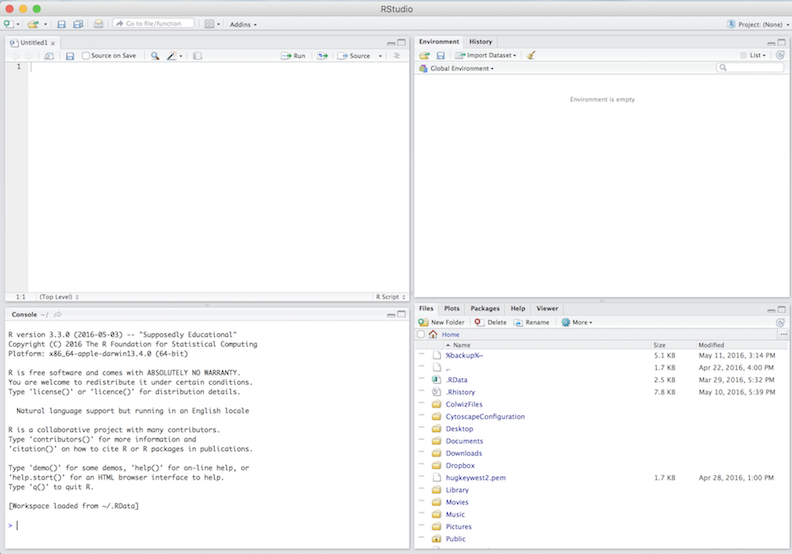 RStudio
Go to file/function
Addins
Project: (None)
Untitled1
Source on Save
Run
Source
1
1:1
(Top Level)
R Script
Console ~/
R version 3.3.0 (2016-05-03) -- "Supposedly Educational"
Copyright (C) 2016 The R Foundation for Statistical Computing
Platform: x86_64-apple-darwin13.4.0 (64-bit)
R is free software and comes with ABSOLUTELY NO WARRANTY.
You are welcome to redistribute it under certain conditions.
Type 'license()' or 'licence()' for distribution details.
Natural language support but running in an English locale
R is a collaborative project with many contributors.
Type 'contributors()' for more information and
'citation()' on how to cite R or R packages in publications.
Type 'demo()' for some demos, 'help()' for on-line help, or
'help.start()' for an HTML browser interface to help.
Type 'q()' to quit R.
[Workspace loaded from ~/.RData]
>
Environment History
Import Dataset
List
Global Environment
Environment is empty
Files Plots Packages Help Viewer
New Folder Delete Rename More
Home
Name Size Modified
%backup%~ 5.1 KB May 11, 2016, 3:14 PM
.. 1.7 KB Apr 22, 2016, 4:00 PM
.RData 2.5 KB Mar 29, 2016, 5:32 PM
.Rhistory 7.8 KB May 10, 2016, 5:39 PM
ColwizFiles
CytoscapeConfiguration
Desktop
Documents
Downloads
Dropbox
hugkeywest2.pem 1.7 KB Apr 28, 2016, 1:00 PM
Library
Movies
Music
Pictures
Public